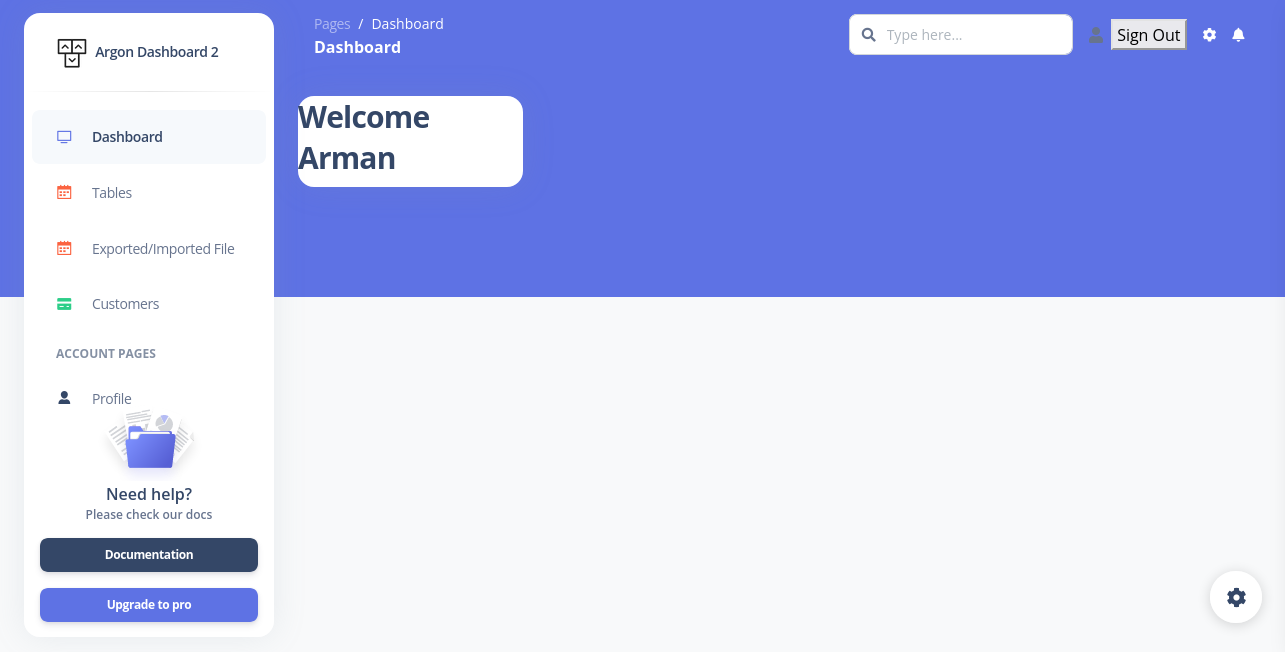 Argon Dashboard 2
Dashboard
Tables
Exported/Imported File
Customers
ACCOUNT PAGES
Profile
Need help?
Please check our docs
Documentation
Upgrade to pro
Pages / Dashboard
Dashboard
Type here...
Sign Out
Welcome
Arman